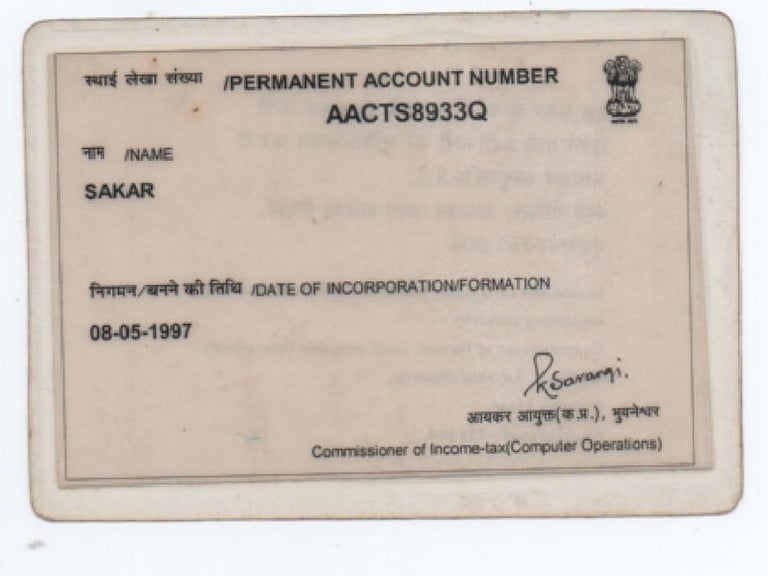 स्थाई लेखा संख्या /PERMANENT ACCOUNT NUMBER
AACTS8933Q
नाम /NAME
SAKAR
निगमन/बनने की तिथि /DATE OF INCORPORATION/FORMATION
08-05-1997
PKSarangi.
आयकर आयुक्त(क.प्र.), भुवनेश्वर
Commissioner of Income-tax(Computer Operations)